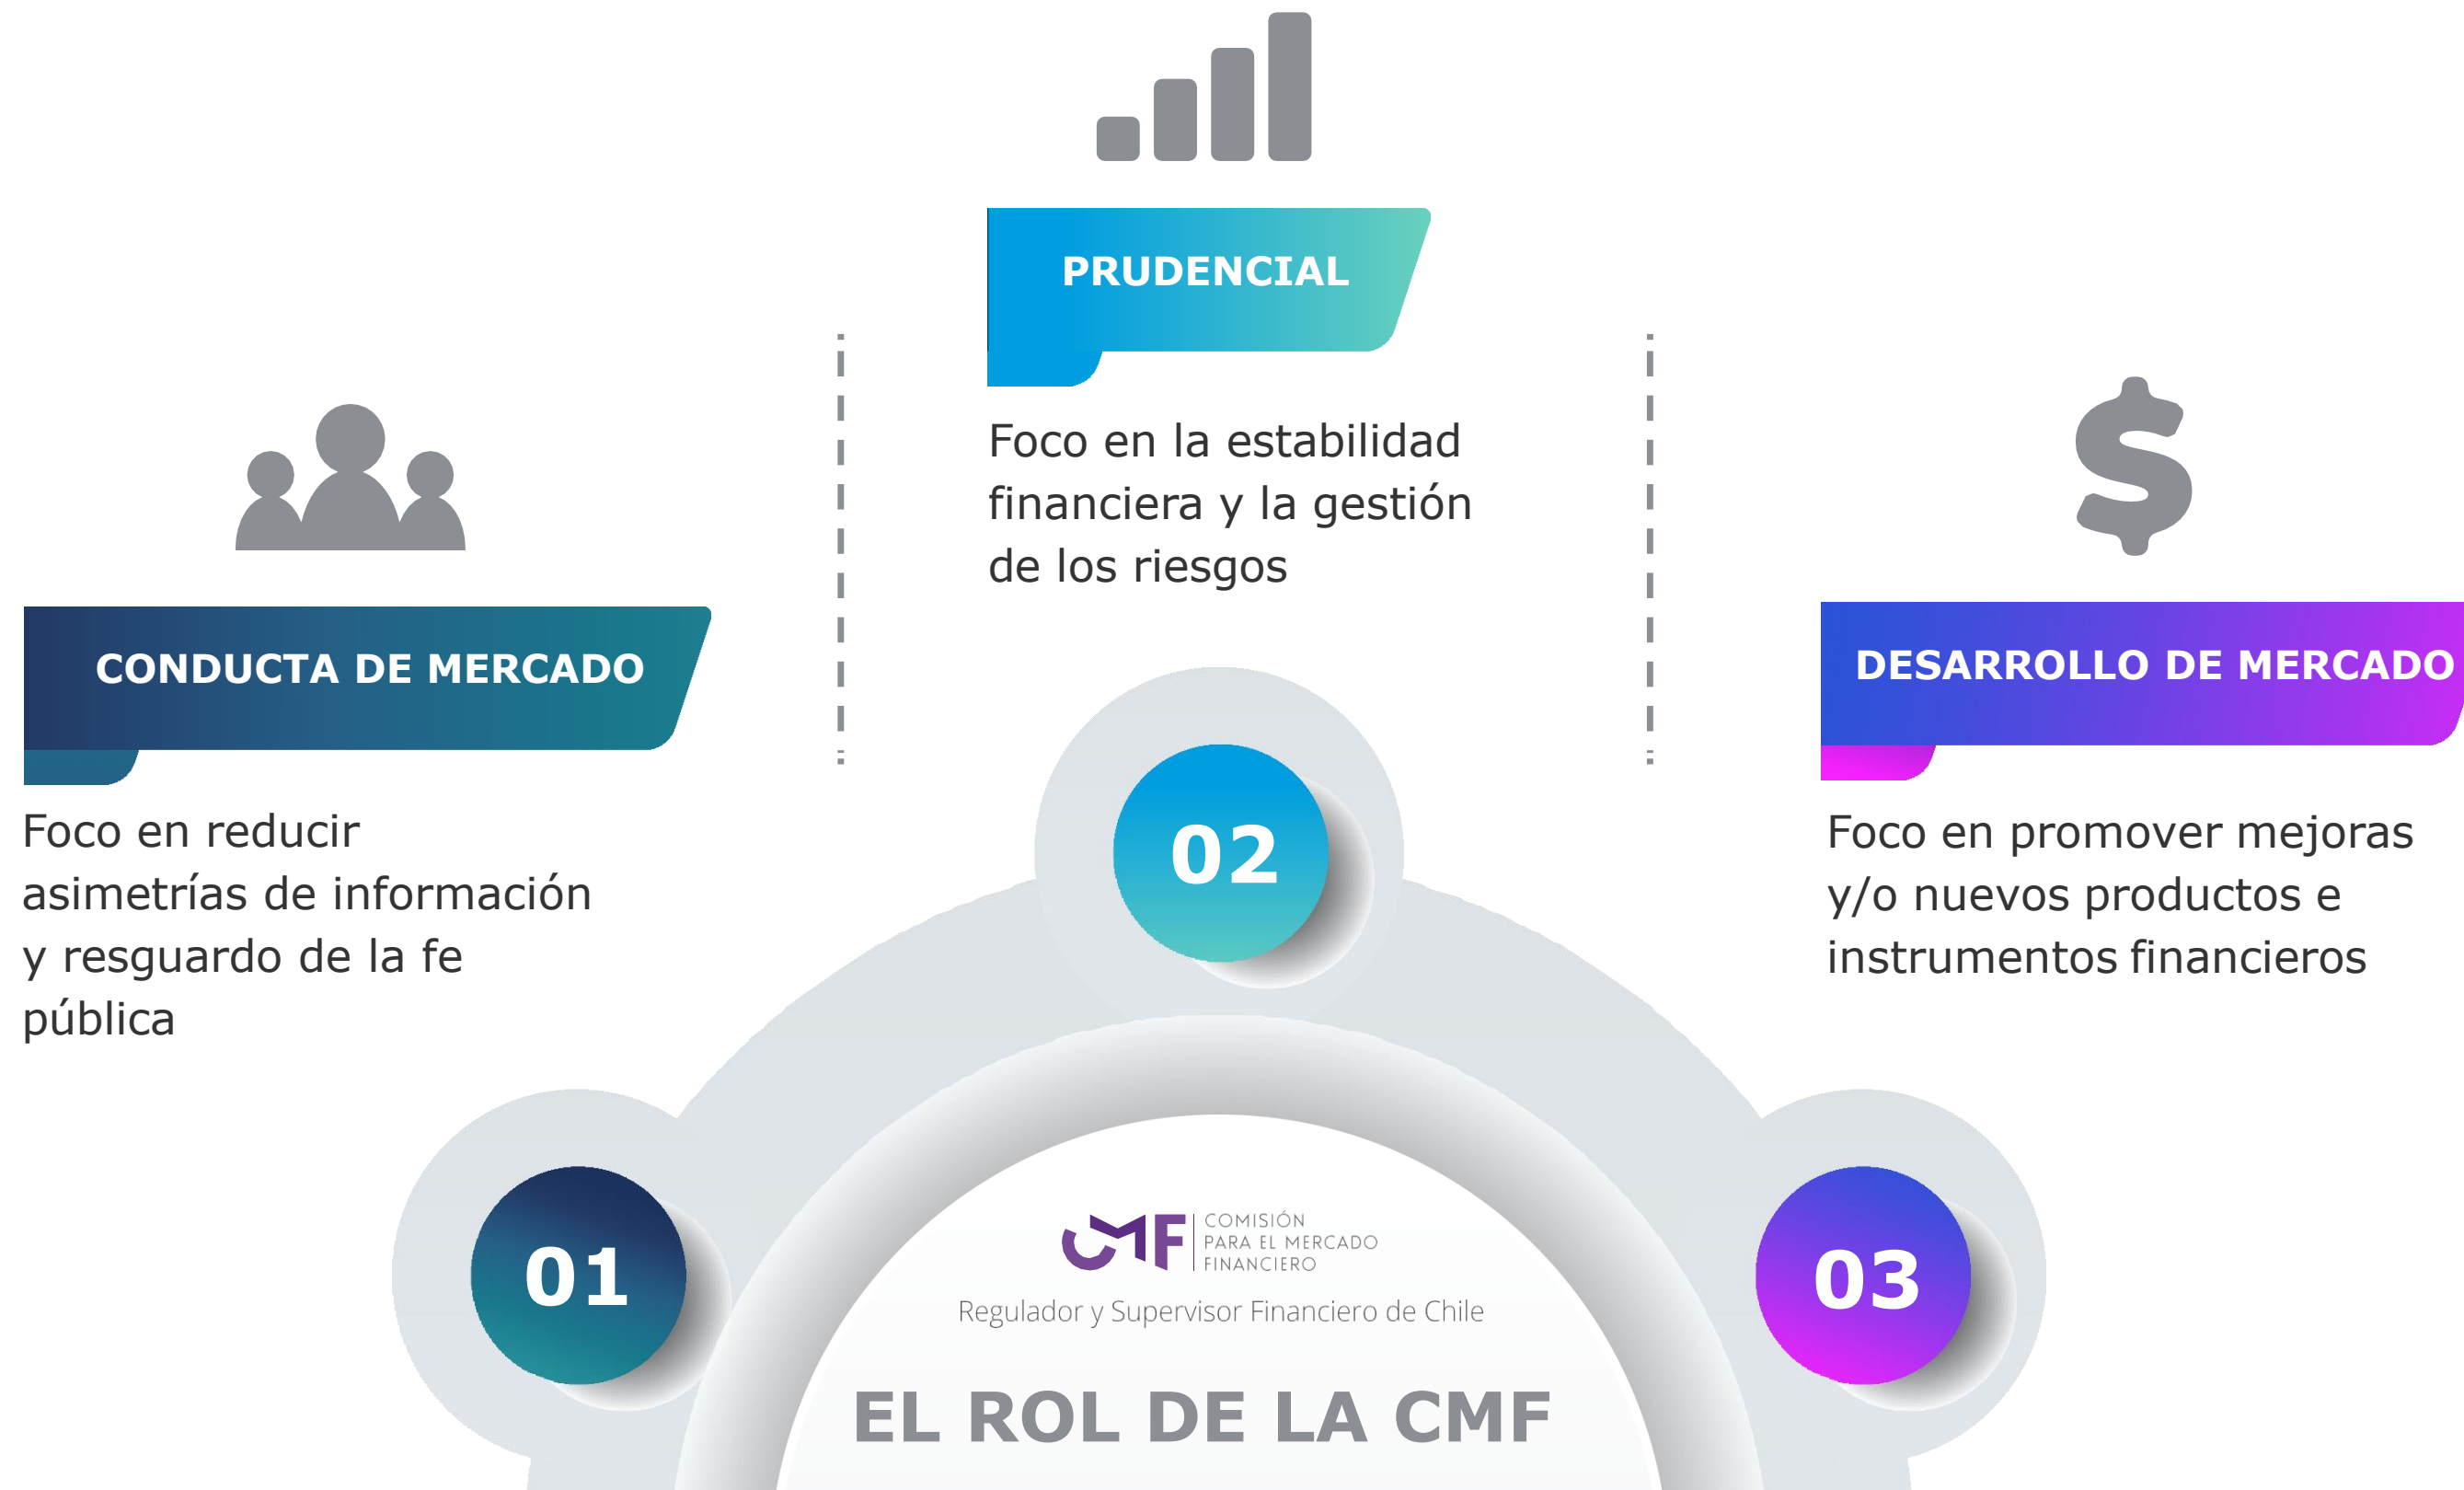 CONDUCTA DE MERCADO
Foco en reducir
asimetrías de información
y resguardo de la fe
pública
01
PRUDENCIAL
Foco en la estabilidad
financiera y la gestión
de los riesgos
02
DESARROLLO DE MERCADO
Foco en promover mejoras
y/o nuevos productos e
instrumentos financieros
03
CMF
COMISIÓN
PARA EL MERCADO
FINANCIERO
Regulador y Supervisor Financiero de Chile
EL ROL DE LA CMF